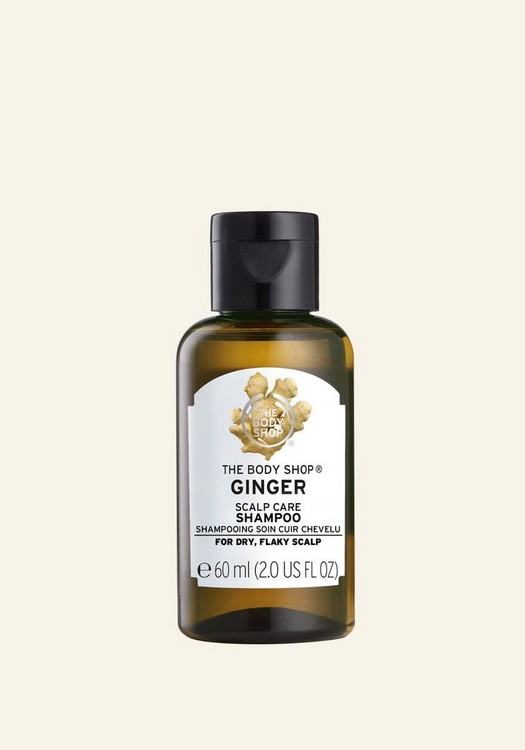 THE
BODY
SHOP
®
THE BODY SHOP®
GINGER
SCALP CARE
SHAMPOO
SHAMPOOING SOIN CUIR CHEVELU
FOR DRY, FLAKY SCALP
℮ 60 ml (2.0 US FL OZ)